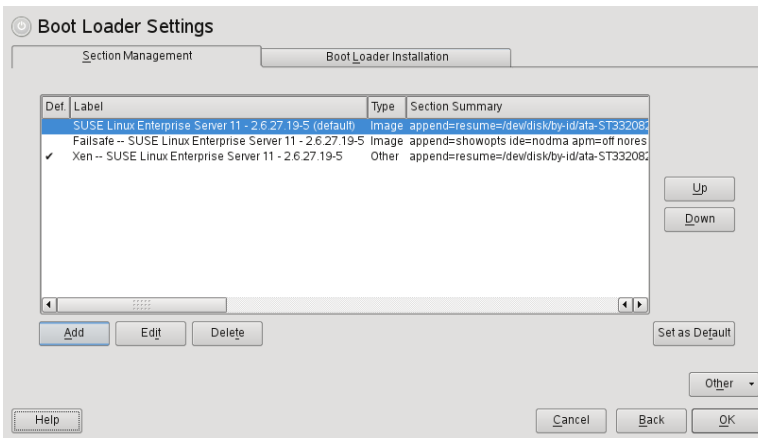 Boot Loader Settings
Section Management
Boot Loader Installation
Def. Label Type Section Summary
SUSE Linux Enterprise Server 11 - 2.6.27.19-5 (default) Image append=resume=/dev/disk/by-id/ata-ST332082
Failsafe -- SUSE Linux Enterprise Server 11 - 2.6.27.19-5 Image append=showopts ide=nodma apm=off nores
✔ Xen -- SUSE Linux Enterprise Server 11 - 2.6.27.19-5 Other append=resume=/dev/disk/by-id/ata-ST332082
Up
Down
Add Edit Delete Set as Default
Other
Help Cancel Back OK